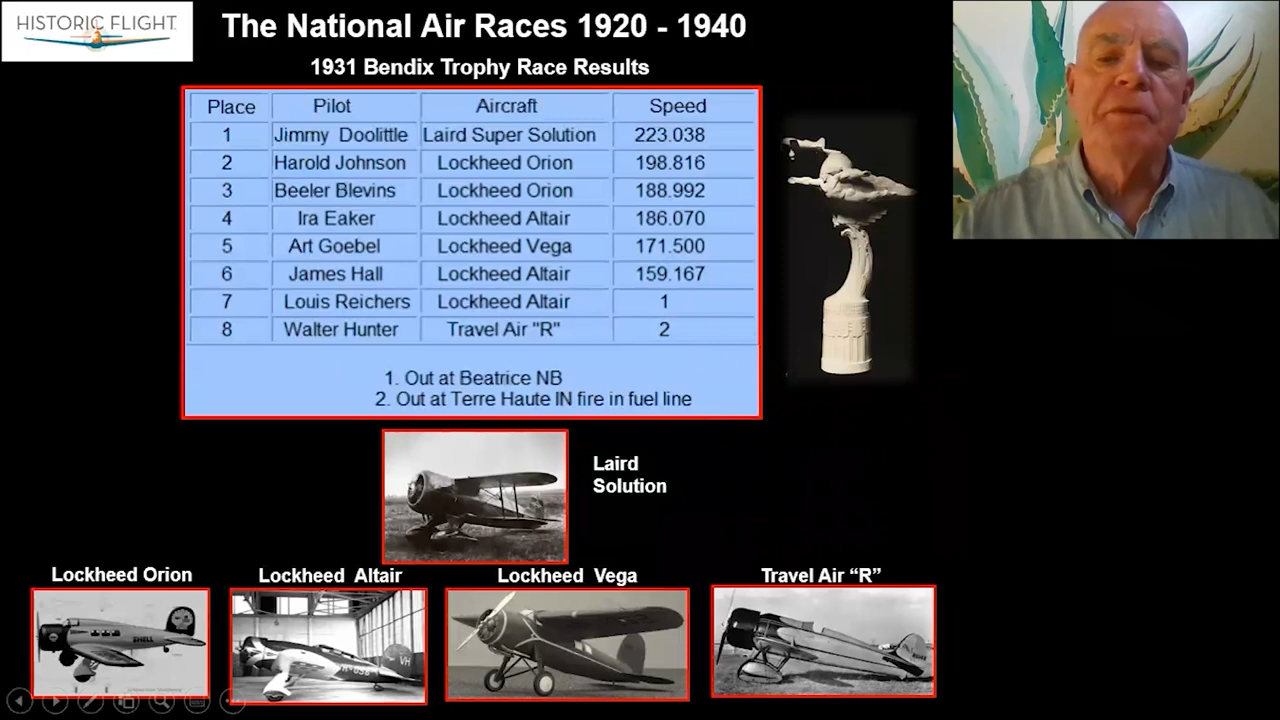 HISTORIC FLIGHT
The National Air Races 1920 - 1940
1931 Bendix Trophy Race Results
Place Pilot Aircraft Speed
1 Jimmy Doolittle Laird Super Solution 223.038
2 Harold Johnson Lockheed Orion 198.816
3 Beeler Blevins Lockheed Orion 188.992
4 Ira Eaker Lockheed Altair 186.070
5 Art Goebel Lockheed Vega 171.500
6 James Hall Lockheed Altair 159.167
7 Louis Reichers Lockheed Altair 1
8 Walter Hunter Travel Air "R" 2
1. Out at Beatrice NB
2. Out at Terre Haute IN fire in fuel line
Laird
Solution
Lockheed Orion
Lockheed Altair
Lockheed Vega
Travel Air “R”
SHELL
VH